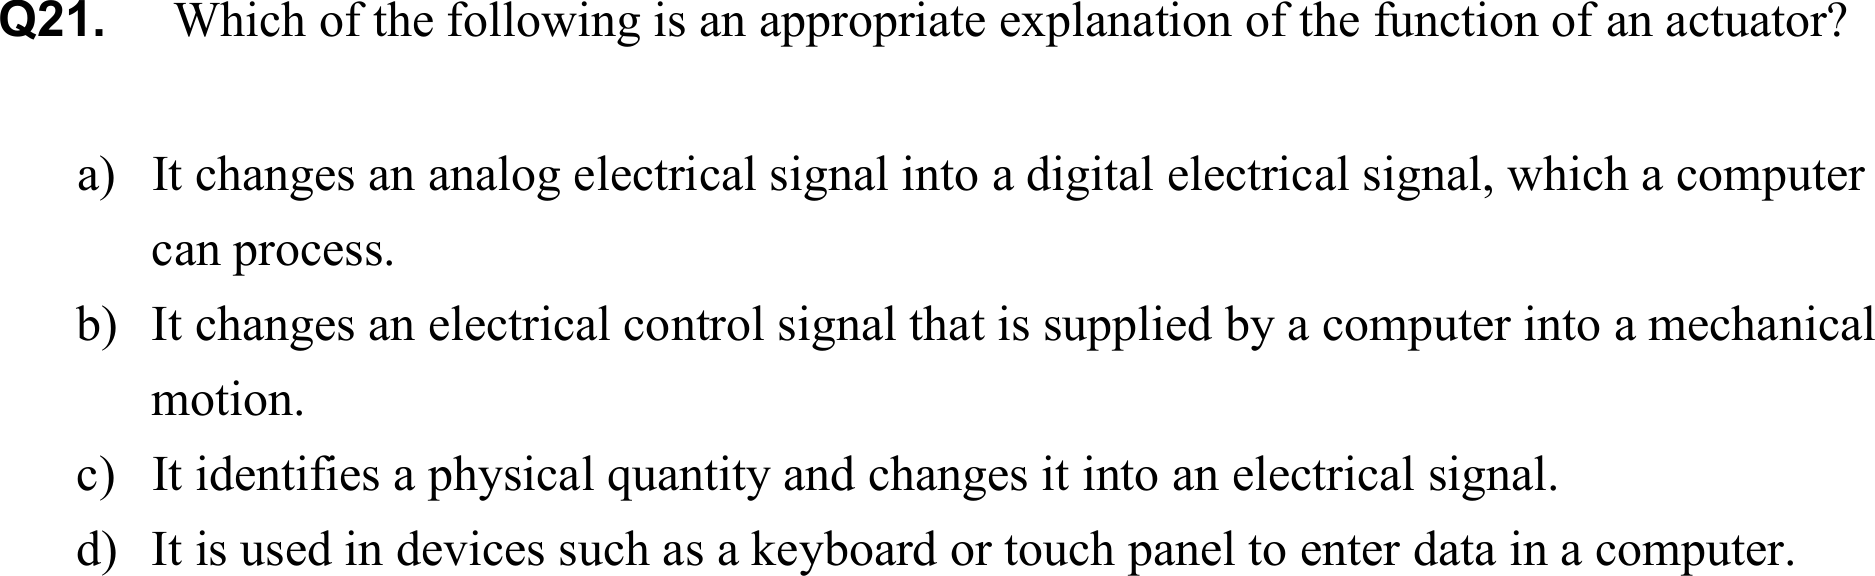 Q21. Which of the following is an appropriate explanation of the function of an actuator?
a) It changes an analog electrical signal into a digital electrical signal, which a computer
can process.
b) It changes an electrical control signal that is supplied by a computer into a mechanical
motion.
c) It identifies a physical quantity and changes it into an electrical signal.
d) It is used in devices such as a keyboard or touch panel to enter data in a computer.